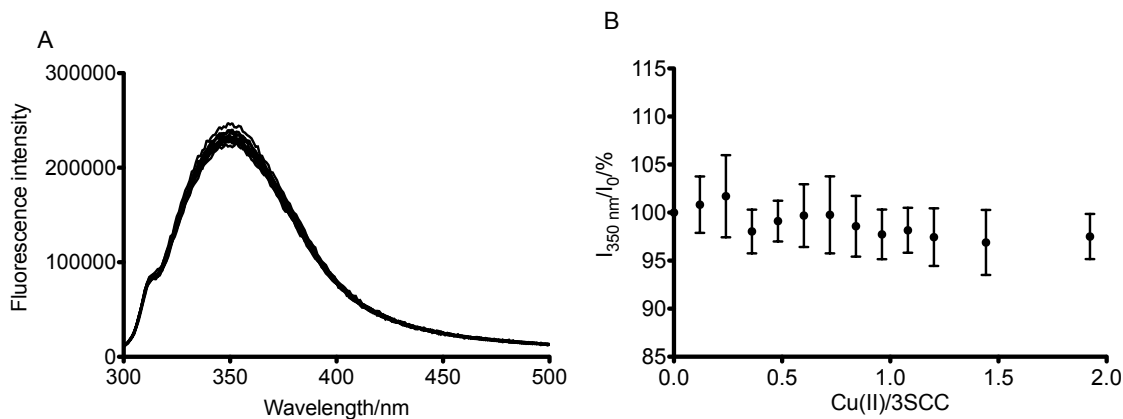 A
Fluorescence intensity
300000
200000
100000
0
300 350 400 450 500
Wavelength/nm
B
I350 nm/I0/%
115
110
105
100
95
90
85
0.0 0.5 1.0 1.5 2.0
Cu(II)/3SCC